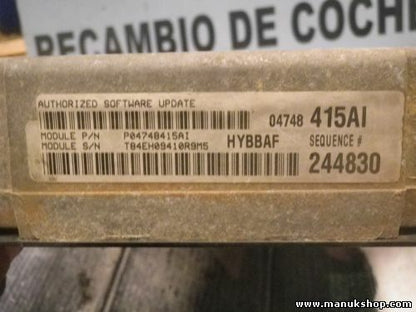 RECAMBIO DE COCHE
AUTHORIZED SOFTWARE UPDATE
04748 415AI
MODULE P/N P04748415AI
MODULE S/N T84EH09410R9M5
HYBBAF SEQUENCE #
244830
www.manukshop.com